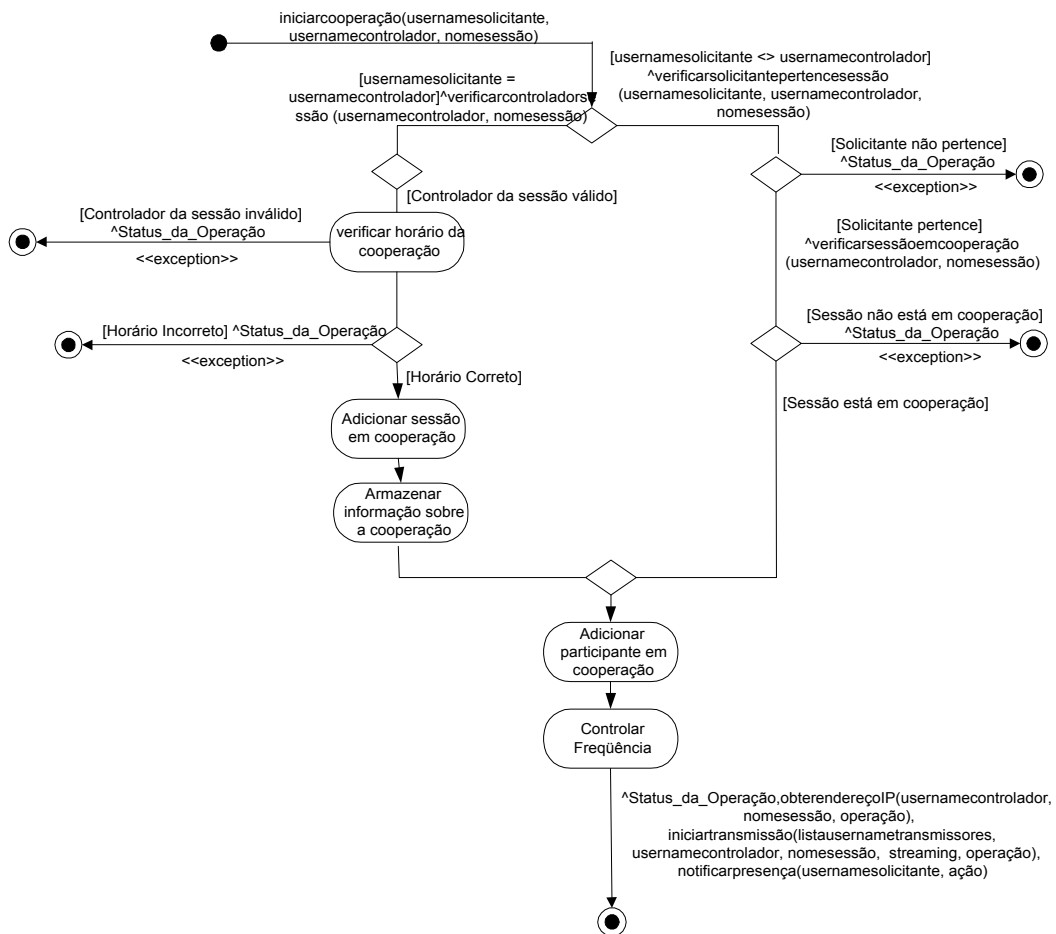 iniciarcooperação(usernamesolicitante,
usernamecontrolador, nomesessão)
[usernamesolicitante <> usernamecontrolador]
^verificarsolicitantepertencesessão
(usernamesolicitante, usernamecontrolador,
nomesessão)
[usernamesolicitante =
usernamecontrolador]^verificarcontroladorse
ssão (usernamecontrolador, nomesessão)
[Solicitante não pertence]
^Status_da_Operação
<<exception>>
[Controlador da sessão válido]
[Controlador da sessão inválido]
^Status_da_Operação
<<exception>>
verificar horário da
cooperação
[Solicitante pertence]
^verificarsessãoemcooperação
(usernamecontrolador, nomesessão)
[Horário Incorreto] ^Status_da_Operação
<<exception>>
[Sessão não está em cooperação]
^Status_da_Operação
<<exception>>
[Horário Correto]
[Sessão está em cooperação]
Adicionar sessão
em cooperação
Armazenar
informação sobre
a cooperação
Adicionar
participante em
cooperação
Controlar
Freqüência
^Status_da_Operação,obterendereçoIP(usernamecontrolador,
nomesessão, operação),
iniciartransmissão(listausernametransmissores,
usernamecontrolador, nomesessão, streaming, operação),
notificarpresença(usernamesolicitante, ação)